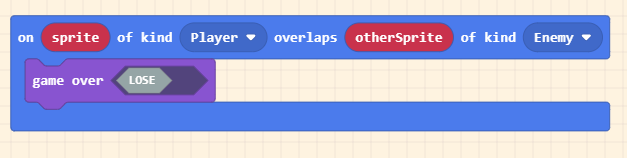 on sprite of kind Player overlaps otherSprite of kind Enemy
game over LOSE